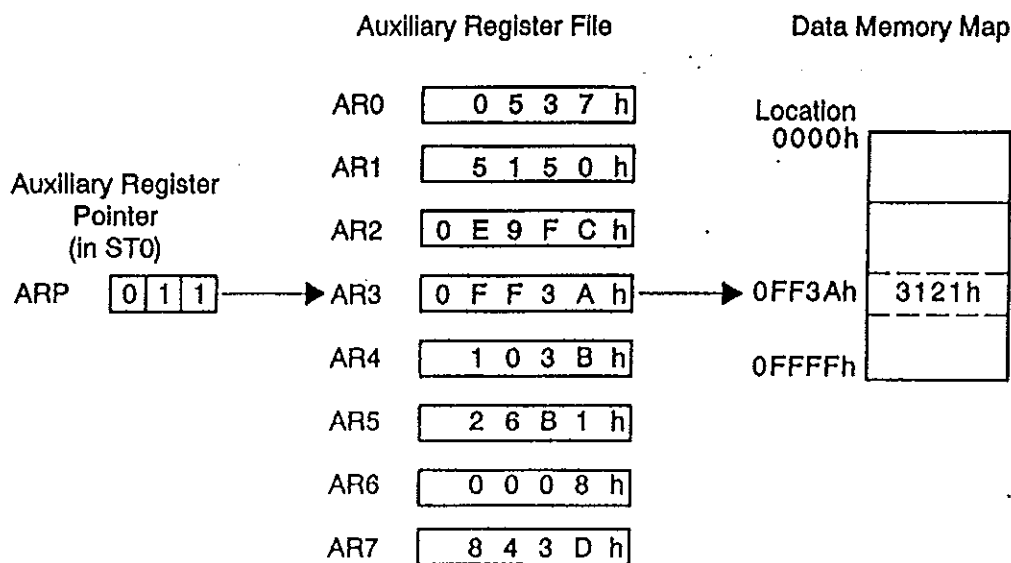 Auxiliary Register File
Data Memory Map
AR0 0 5 3 7 h
Location
0000h
AR1 5 1 5 0 h
Auxiliary Register
Pointer
(in ST0)
AR2 0 E 9 F C h
ARP 0 1 1
AR3 0 F F 3 A h
0FF3Ah 3121h
AR4 1 0 3 B h
0FFFFh
AR5 2 6 B 1 h
AR6 0 0 0 8 h
AR7 8 4 3 D h